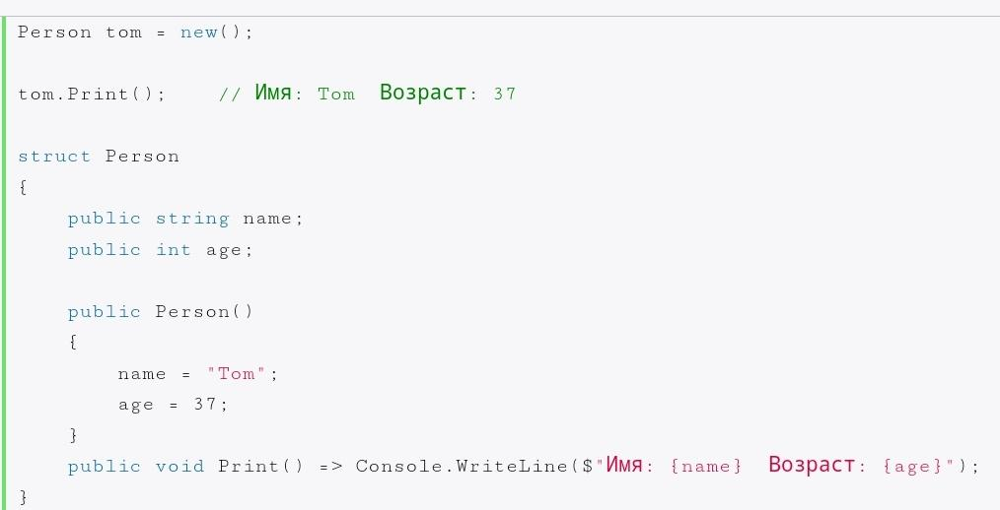 Person tom = new();
tom.Print();    // Имя: Tom  Возраст: 37
struct Person
{
    public string name;
    public int age;
    public Person()
    {
        name = "Tom";
        age = 37;
    }
    public void Print() => Console.WriteLine($"Имя: {name}  Возраст: {age}");
}